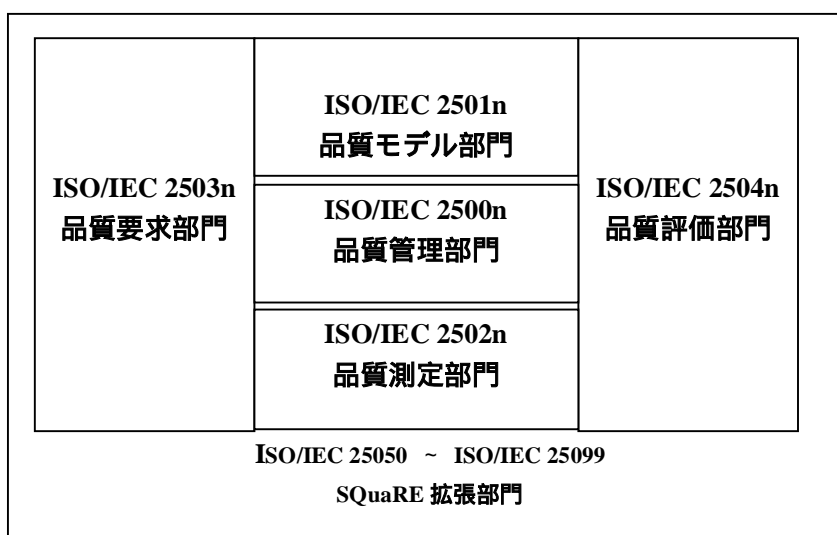 ISO/IEC 2503n
品質要求部門
ISO/IEC 2501n
品質モデル部門
ISO/IEC 2500n
品質管理部門
ISO/IEC 2502n
品質測定部門
ISO/IEC 2504n
品質評価部門
ISO/IEC 25050 ~ ISO/IEC 25099
SQuaRE 拡張部門